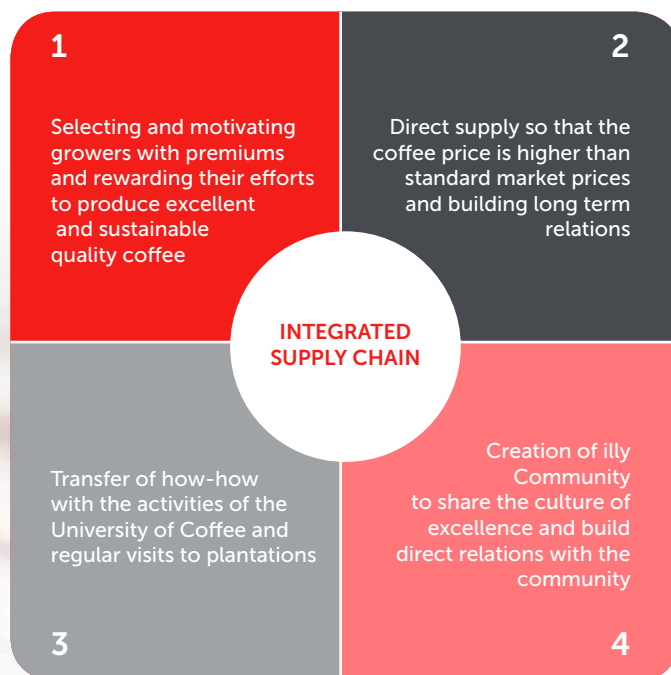 1
Selecting and motivating
growers with premiums
and rewarding their efforts
to produce excellent
and sustainable
quality coffee
2
Direct supply so that the
coffee price is higher than
standard market prices
and building long term
relations
INTEGRATED
SUPPLY CHAIN
Transfer of how-how
with the activities of the
University of Coffee and
regular visits to plantations
3
Creation of illy
Community
to share the culture of
excellence and build
direct relations with the
community
4